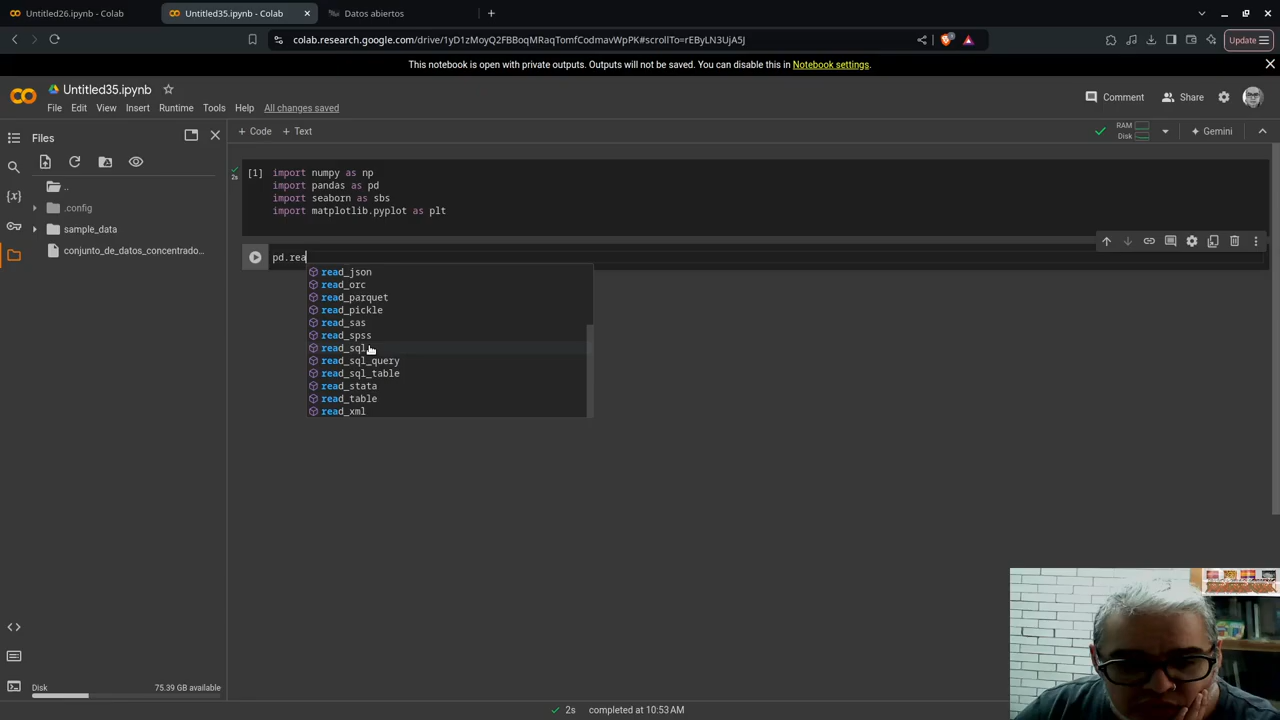 Untitled26.ipynb - Colab
Untitled35.ipynb - Colab
Datos abiertos
colab.research.google.com/drive/1yD1zMoyQ2FBBoqMRaqTomfCodmavWpPK#scrollTo=rEByLN3UjA5J
Update
This notebook is open with private outputs. Outputs will not be saved. You can disable this in Notebook settings.
Untitled35.ipynb
File Edit View Insert Runtime Tools Help All changes saved
Comment
Share
Files
+ Code + Text
RAM
Disk
Gemini
..
.config
sample_data
conjunto_de_datos_concentrado...
[1] import numpy as np
import pandas as pd
import seaborn as sbs
import matplotlib.pyplot as plt
2s
pd.rea
read_json
read_orc
read_parquet
read_pickle
read_sas
read_spss
read_sql
read_sql_query
read_sql_table
read_stata
read_table
read_xml
Disk
75.39 GB available
2s completed at 10:53AM